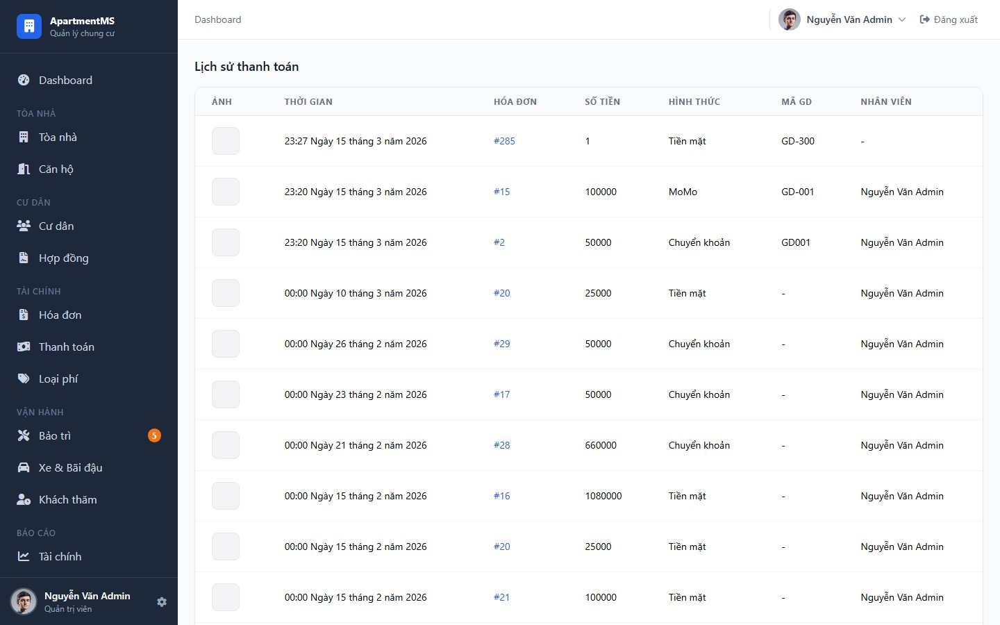 ApartmentMS
Quản lý chung cư
Dashboard
TÒA NHÀ
Tòa nhà
Căn hộ
CƯ DÂN
Cư dân
Hợp đồng
TÀI CHÍNH
Hóa đơn
Thanh toán
Loại phí
VẬN HÀNH
Bảo trì 5
Xe & Bãi đậu
Khách thăm
BÁO CÁO
Tài chính
Nguyễn Văn Admin
Quản trị viên
Dashboard Nguyễn Văn Admin Đăng xuất
Lịch sử thanh toán
ẢNH THỜI GIAN HÓA ĐƠN SỐ TIỀN HÌNH THỨC MÃ GD NHÂN VIÊN
23:27 Ngày 15 tháng 3 năm 2026 #285 1 Tiền mặt GD-300 -
23:20 Ngày 15 tháng 3 năm 2026 #15 100000 MoMo GD-001 Nguyễn Văn Admin
23:20 Ngày 15 tháng 3 năm 2026 #2 50000 Chuyển khoản GD001 Nguyễn Văn Admin
00:00 Ngày 10 tháng 3 năm 2026 #20 25000 Tiền mặt - Nguyễn Văn Admin
00:00 Ngày 26 tháng 2 năm 2026 #29 50000 Chuyển khoản - Nguyễn Văn Admin
00:00 Ngày 23 tháng 2 năm 2026 #17 50000 Chuyển khoản - Nguyễn Văn Admin
00:00 Ngày 21 tháng 2 năm 2026 #28 660000 Chuyển khoản - Nguyễn Văn Admin
00:00 Ngày 15 tháng 2 năm 2026 #16 1080000 Tiền mặt - Nguyễn Văn Admin
00:00 Ngày 15 tháng 2 năm 2026 #20 25000 Tiền mặt - Nguyễn Văn Admin
00:00 Ngày 15 tháng 2 năm 2026 #21 100000 Tiền mặt - Nguyễn Văn Admin